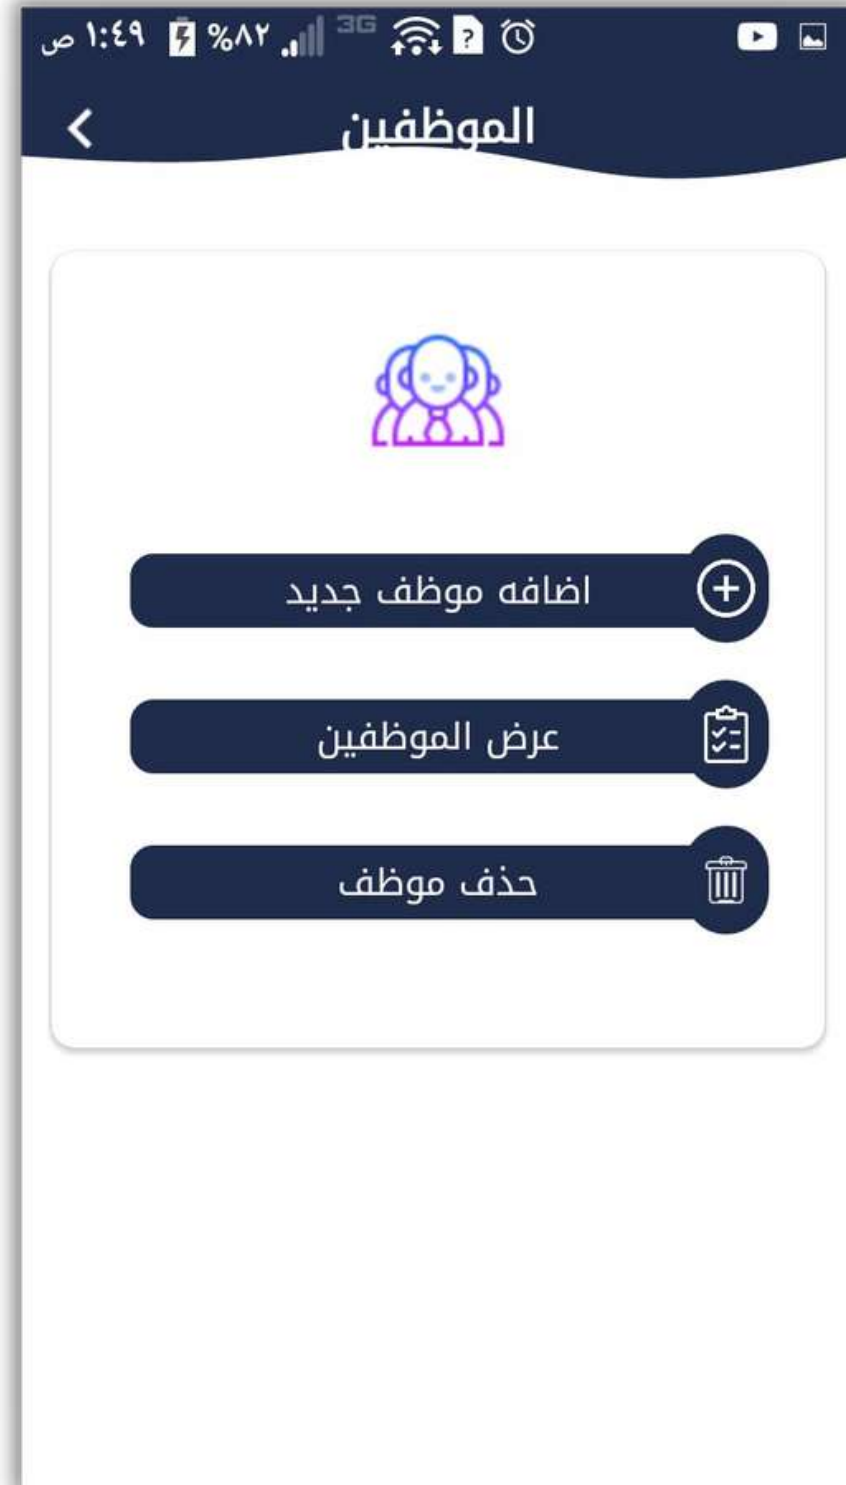 ١:٤٩ ص %٨٢ 3G
الموظفين
اضافه موظف جديد
عرض الموظفين
حذف موظف